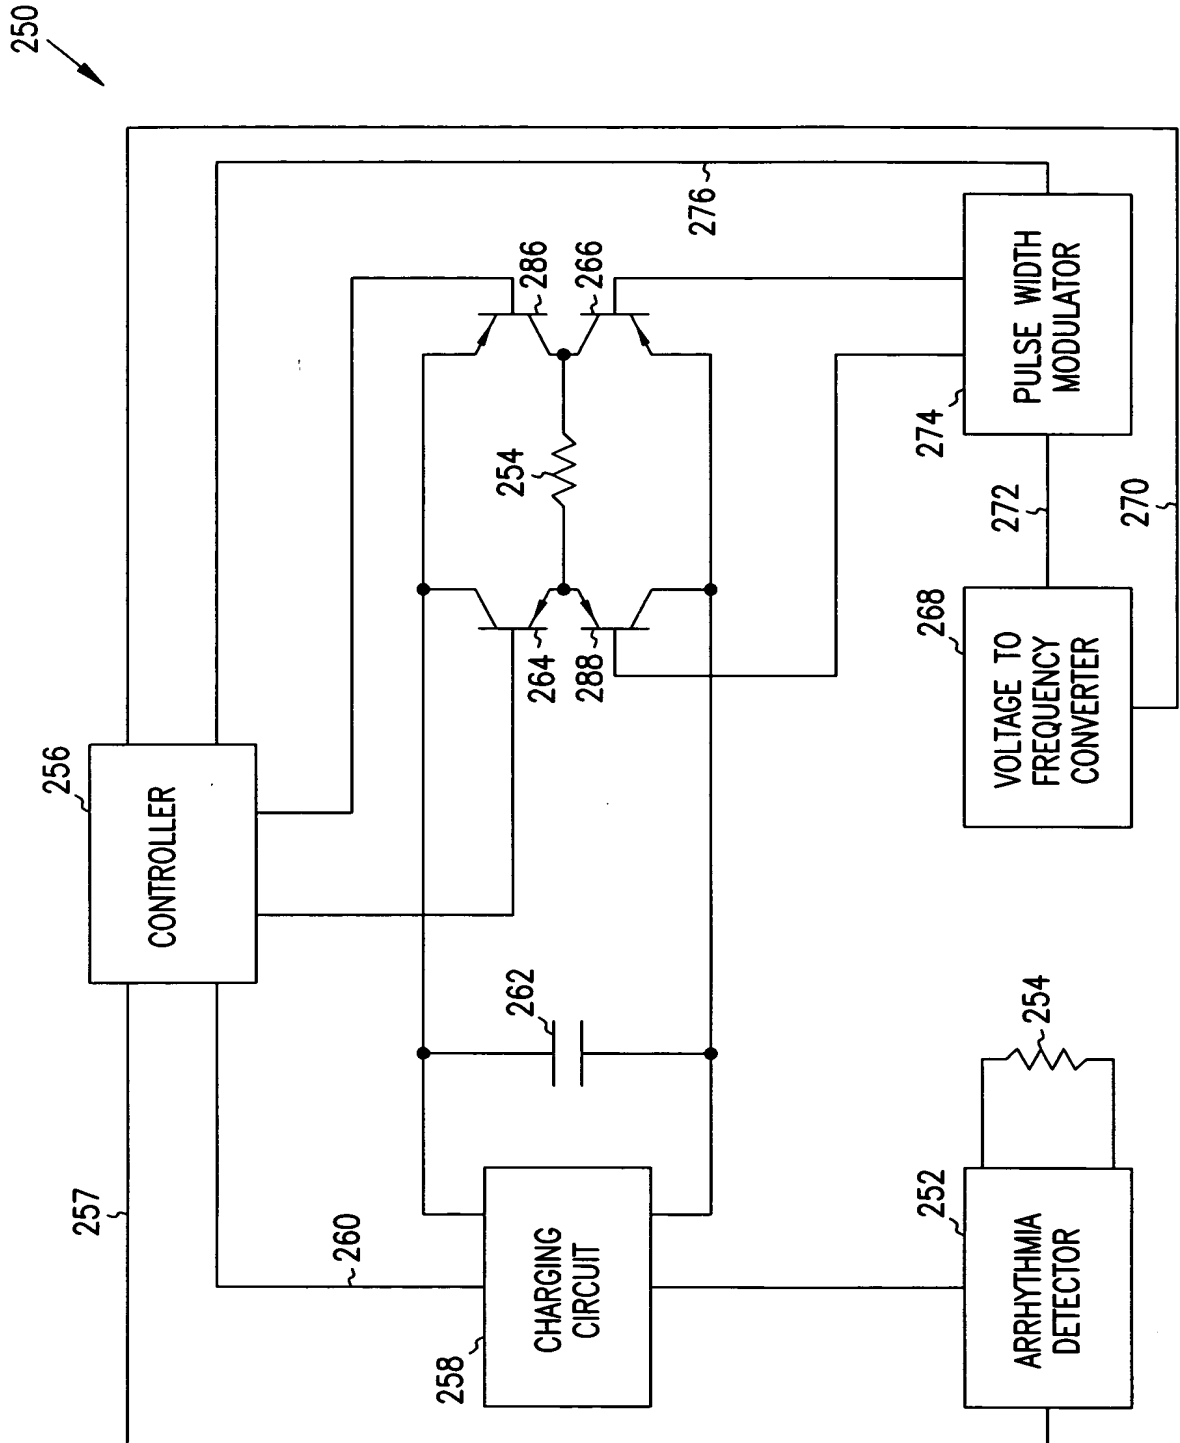 250
256
CONTROLLER
257
260
276
286
266
254
264
288
262
258
CHARGING
CIRCUIT
252
ARRHYTHMIA
DETECTOR
254
268
VOLTAGE TO
FREQUENCY
CONVERTER
272
270
274
PULSE WIDTH
MODULATOR